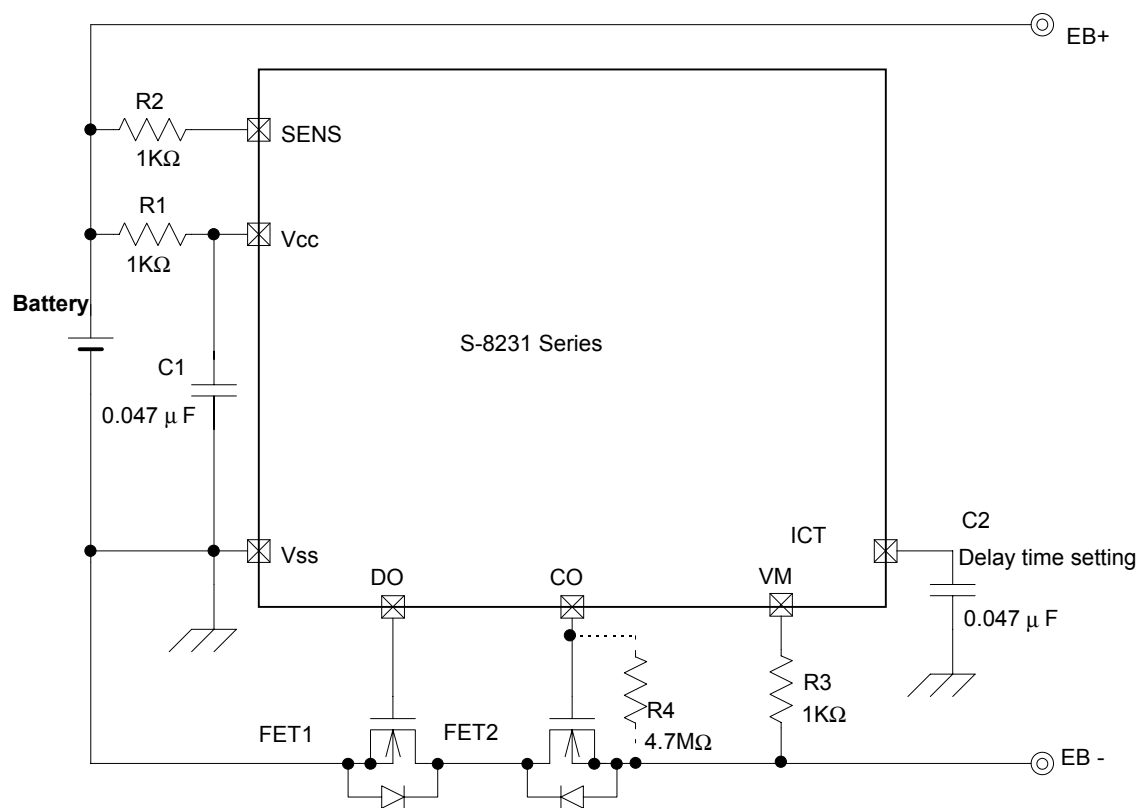 EB+
R2
SENS
1KΩ
R1
Vcc
1KΩ
Battery
S-8231 Series
C1
0.047 μ F
ICT
C2
Vss
Delay time setting
DO
CO
VM
0.047 μ F
R3
R4
1KΩ
FET1
FET2
4.7MΩ
EB -